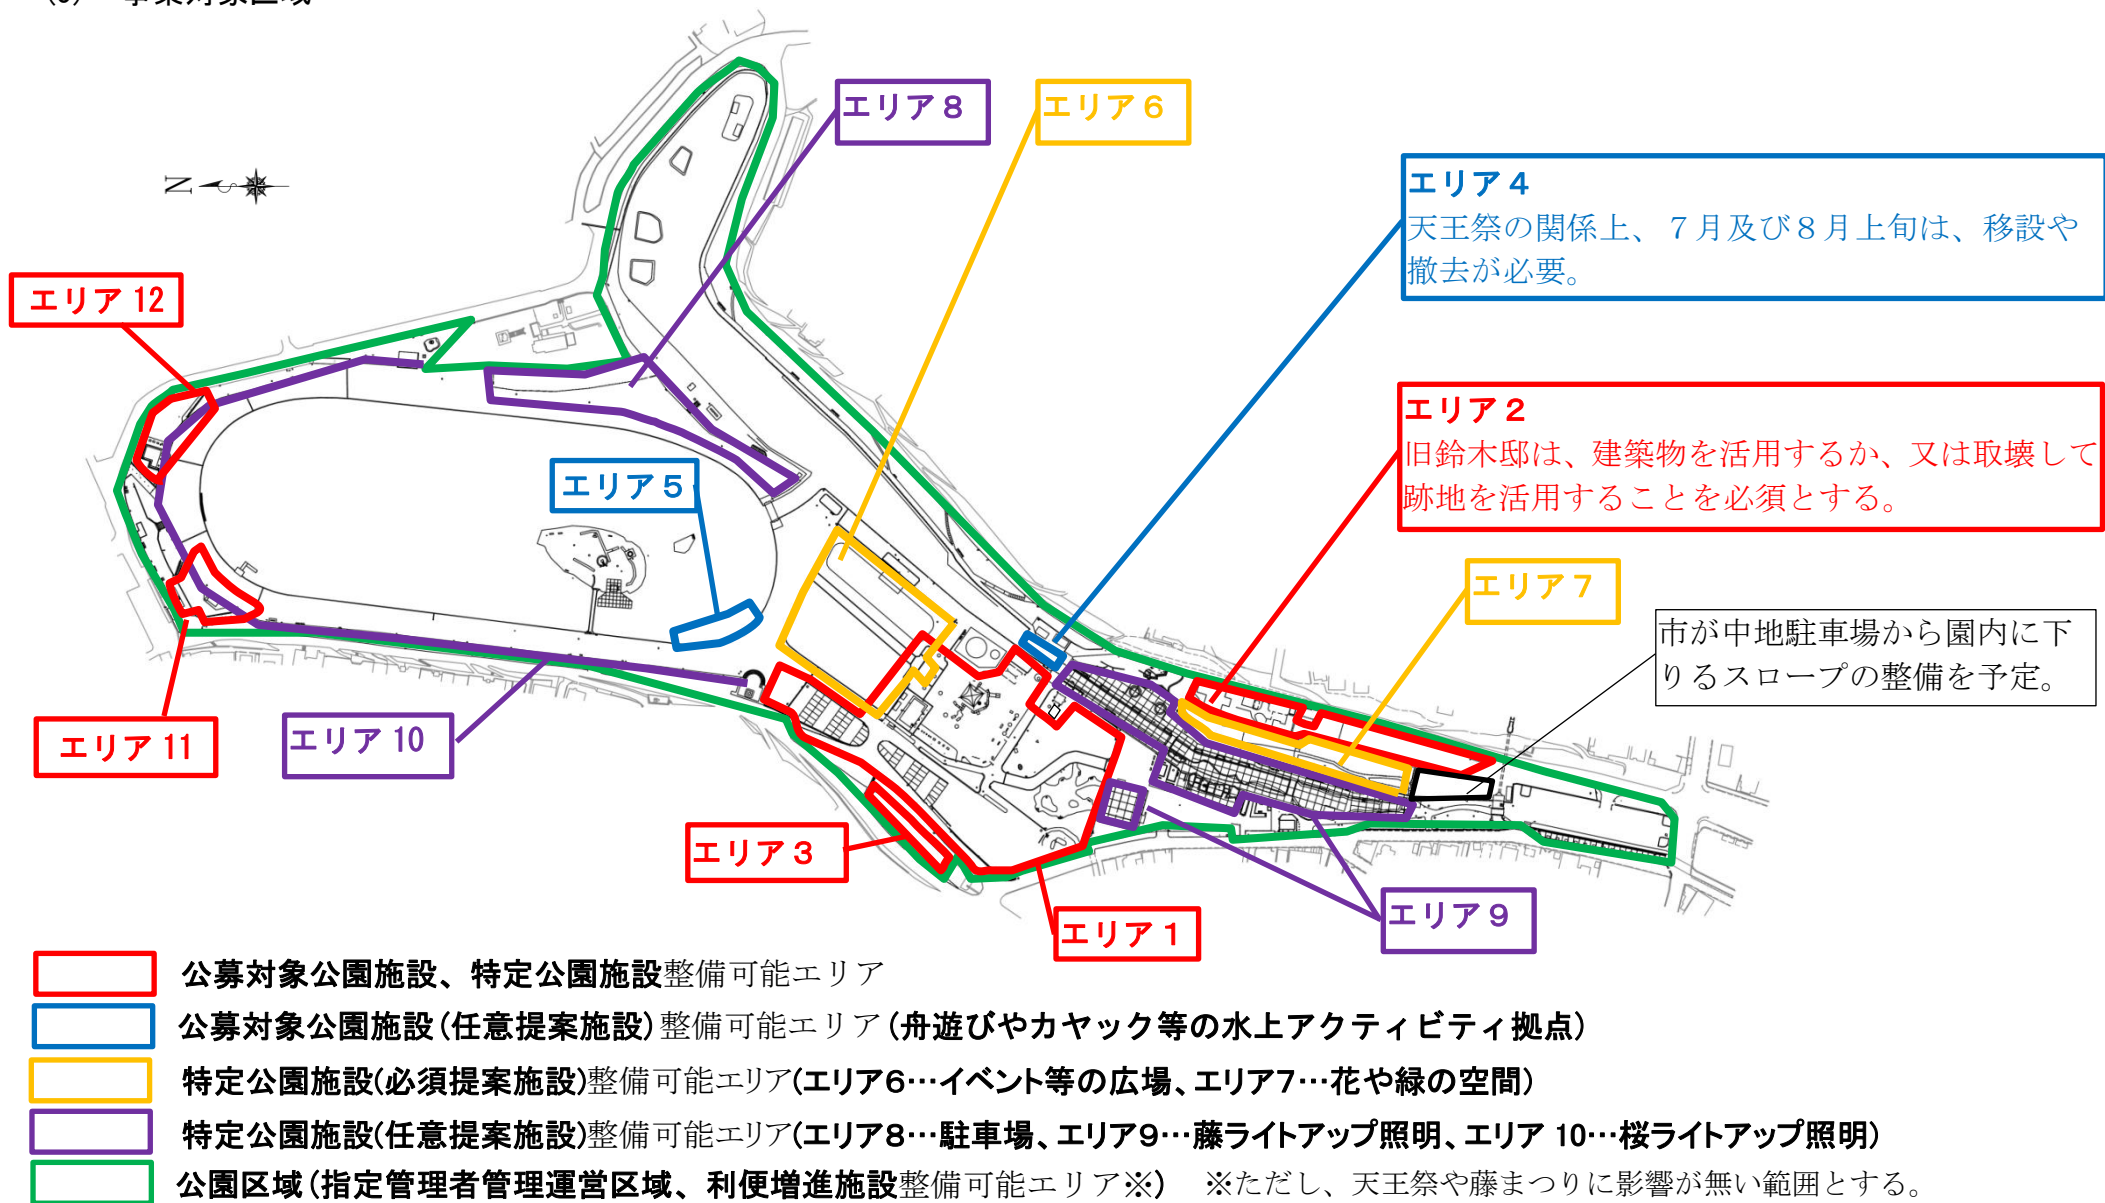 エリア８
エリア６
N
エリア４
天王祭の関係上、７月及び８月上旬は、移設や
撤去が必要。
エリア 12
エリア２
旧鈴木邸は、建築物を活用するか、又は取壊して
跡地を活用することを必須とする。
エリア５
エリア７
市が中地駐車場から園内に下
りるスロープの整備を予定。
エリア 11
エリア 10
エリア３
エリア９
エリア１
公募対象公園施設、特定公園施設整備可能エリア
公募対象公園施設(任意提案施設)整備可能エリア(舟遊びやカヤック等の水上アクティビティ拠点)
特定公園施設(必須提案施設)整備可能エリア(エリア６…イベント等の広場、エリア７…花や緑の空間)
特定公園施設(任意提案施設)整備可能エリア(エリア８…駐車場、エリア９…藤ライトアップ照明、エリア 10…桜ライトアップ照明)
公園区域(指定管理者管理運営区域、利便増進施設整備可能エリア※)　※ただし、天王祭や藤まつりに影響が無い範囲とする。